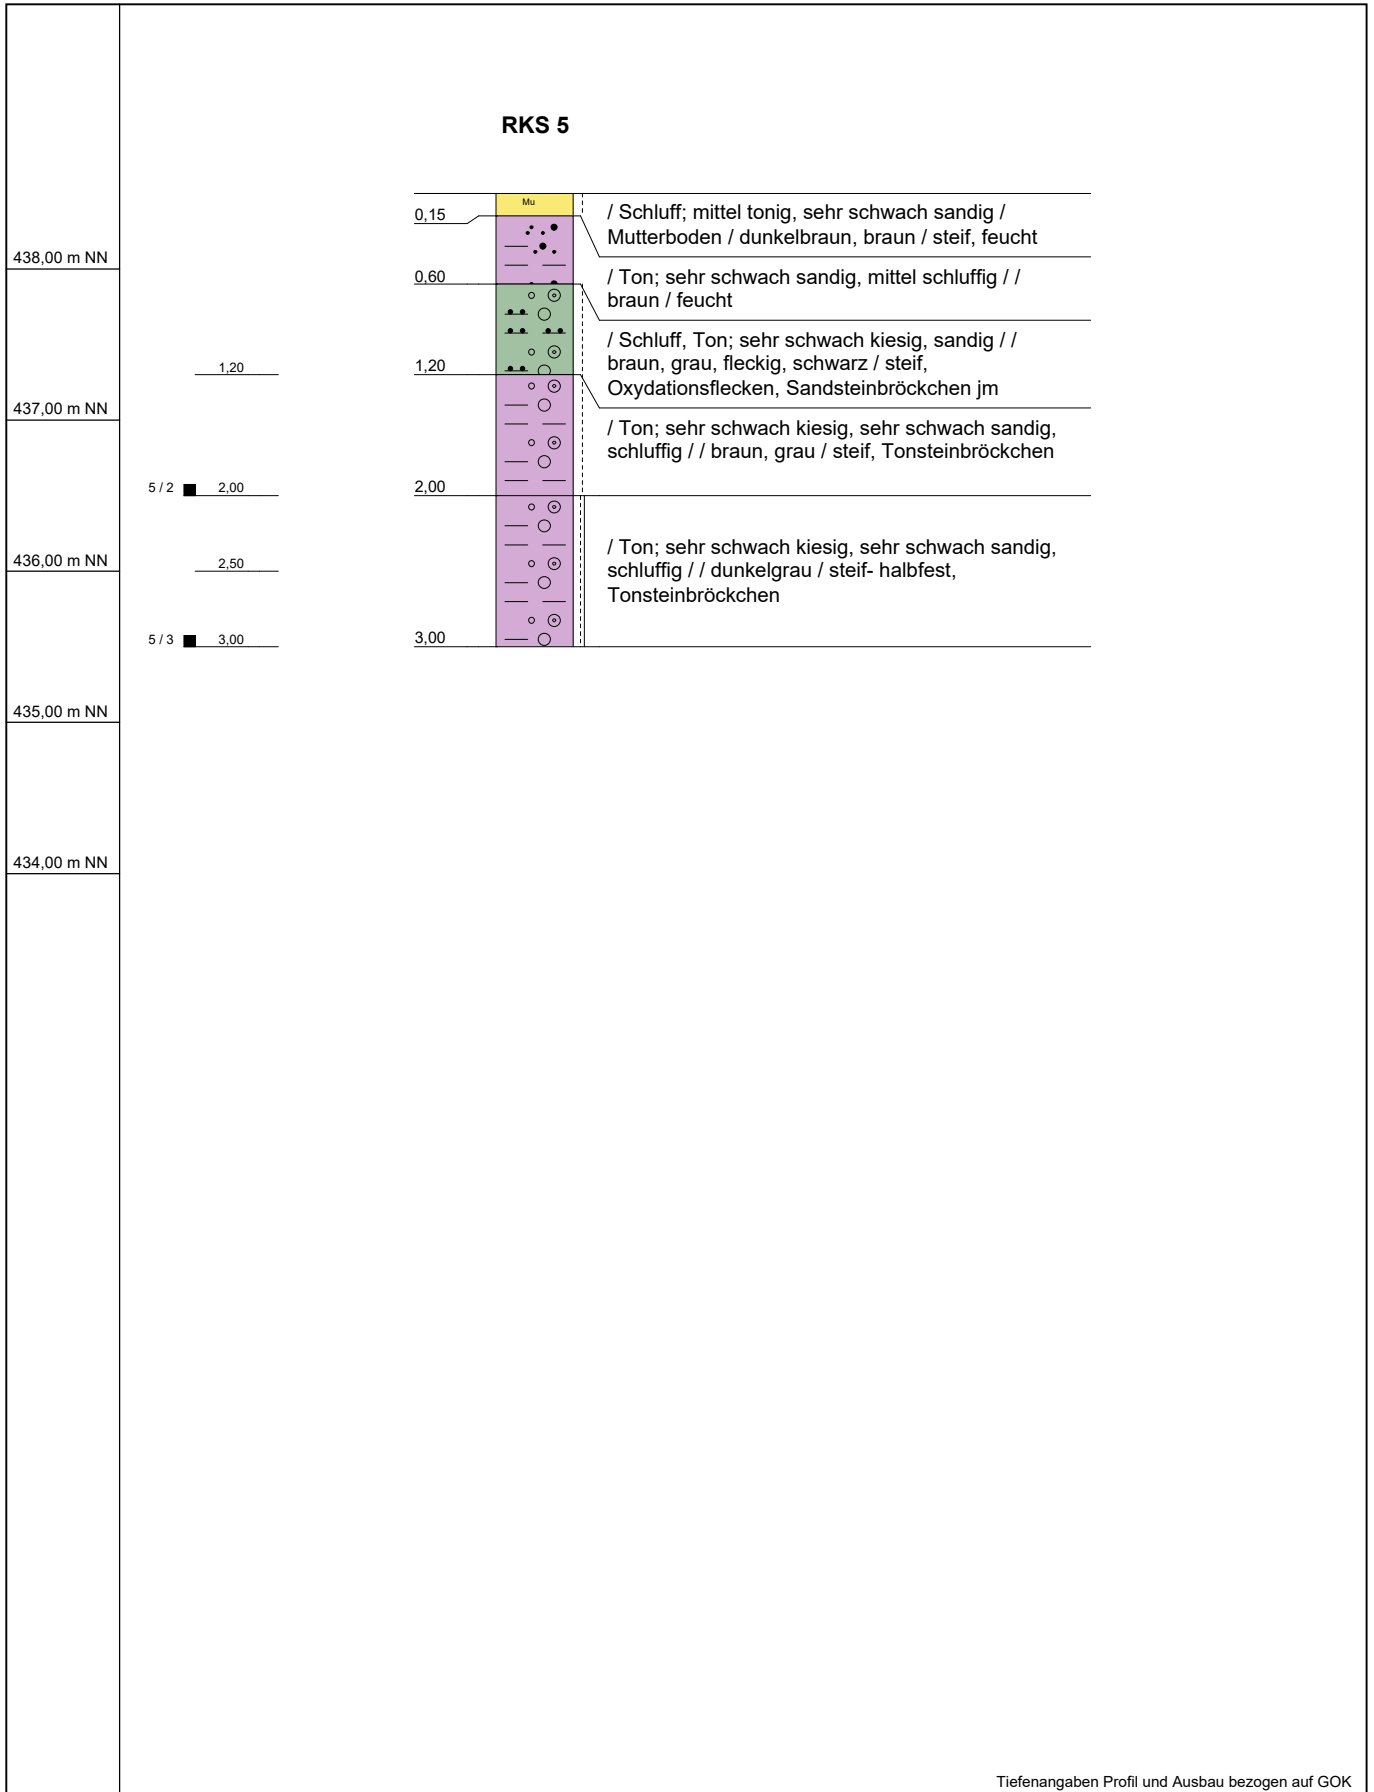 RKS 5
Mu
0,15
/ Schluff; mittel tonig, sehr schwach sandig /
Mutterboden / dunkelbraun, braun / steif, feucht
438,00 m NN
0,60
/ Ton; sehr schwach sandig, mittel schluffig / /
braun / feucht
/ Schluff, Ton; sehr schwach kiesig, sandig / /
braun, grau, fleckig, schwarz / steif,
Oxydationsflecken, Sandsteinbröckchen jm
1,20
1,20
437,00 m NN
/ Ton; sehr schwach kiesig, sehr schwach sandig,
schluffig / / braun, grau / steif, Tonsteinbröckchen
5 / 2
2,00
2,00
436,00 m NN
2,50
/ Ton; sehr schwach kiesig, sehr schwach sandig,
schluffig / / dunkelgrau / steif- halbfest,
Tonsteinbröckchen
5 / 3
3,00
3,00
435,00 m NN
434,00 m NN
Tiefenangaben Profil und Ausbau bezogen auf GOK